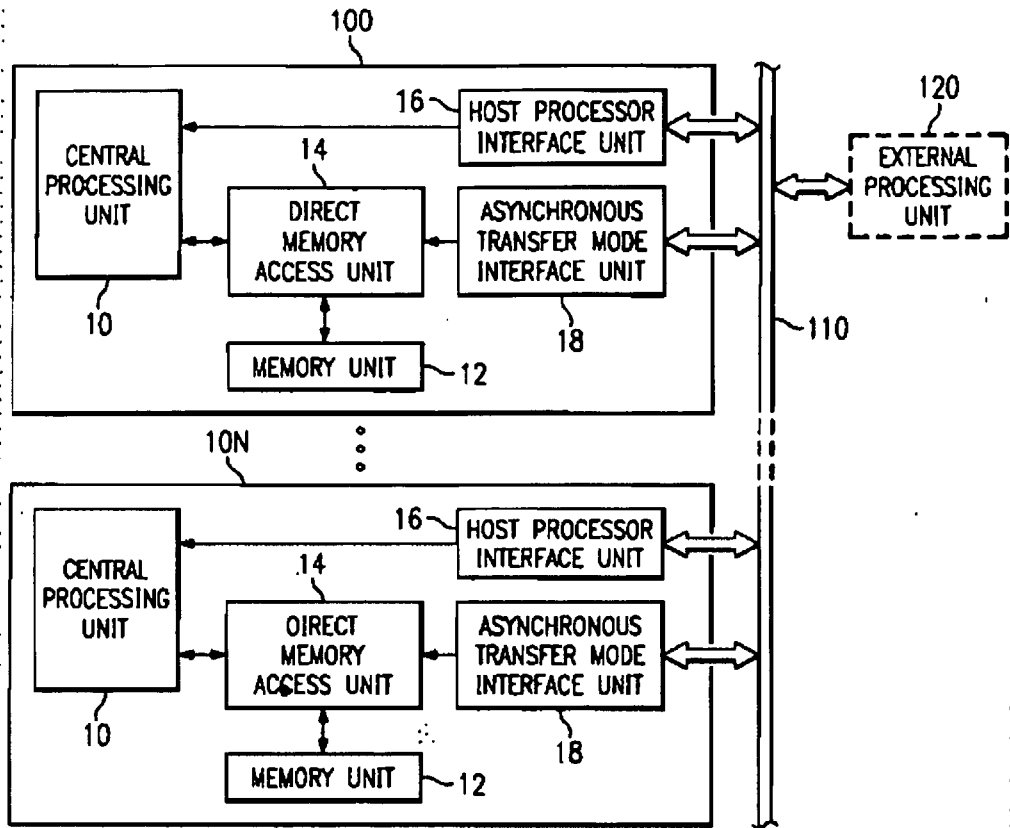 100
16
HOST PROCESSOR
INTERFACE UNIT
120
EXTERNAL
PROCESSING
UNIT
CENTRAL
PROCESSING
UNIT
14
DIRECT
MEMORY
ACCESS UNIT
ASYNCHRONOUS
TRANSFER MODE
INTERFACE UNIT
10
18
110
MEMORY UNIT
12
10N
16
HOST PROCESSOR
INTERFACE UNIT
CENTRAL
PROCESSING
UNIT
14
OIRECT
MEMORY
ACCESS UNIT
ASYNCHRONOUS
TRANSFER MODE
INTERFACE UNIT
10
18
MEMORY UNIT
12